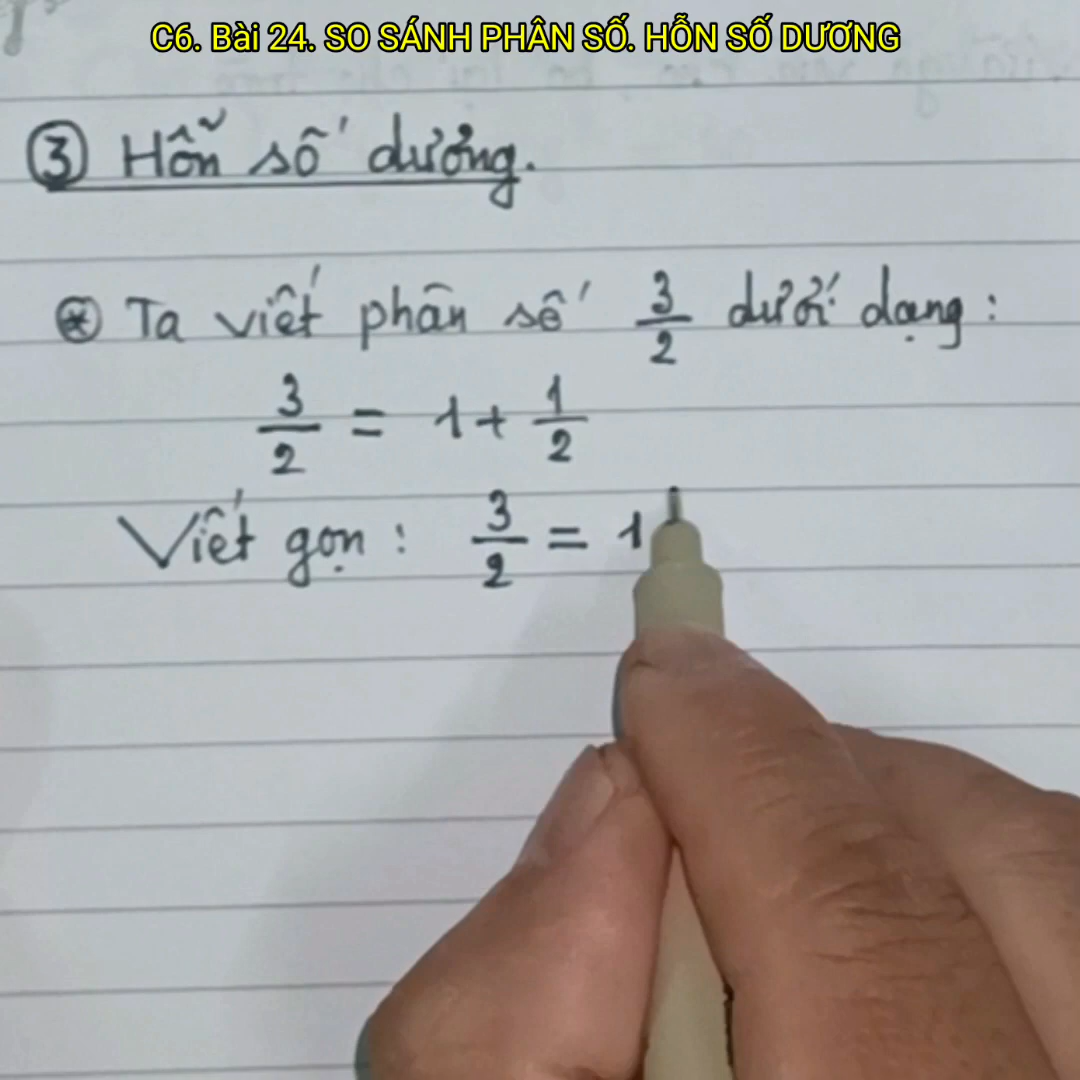 C6. Bài 24. SO SÁNH PHÂN SỐ. HỖN SỐ DƯƠNG
③ Hỗn số dương.
⊛ Ta viết phân số 3/2 dưới dạng:
3/2 = 1 + 1/2
Viết gọn: 3/2 = 1